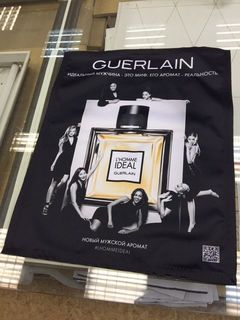 GUERLAIN
ИДЕАЛЬНЫЙ МУЖЧИНА - ЭТО МИФ. ЕГО АРОМАТ - РЕАЛЬНОСТЬ
L'HOMME
IDEAL
GUERLAIN
НОВЫЙ МУЖСКОЙ АРОМАТ
#LHOMMEIDEAL